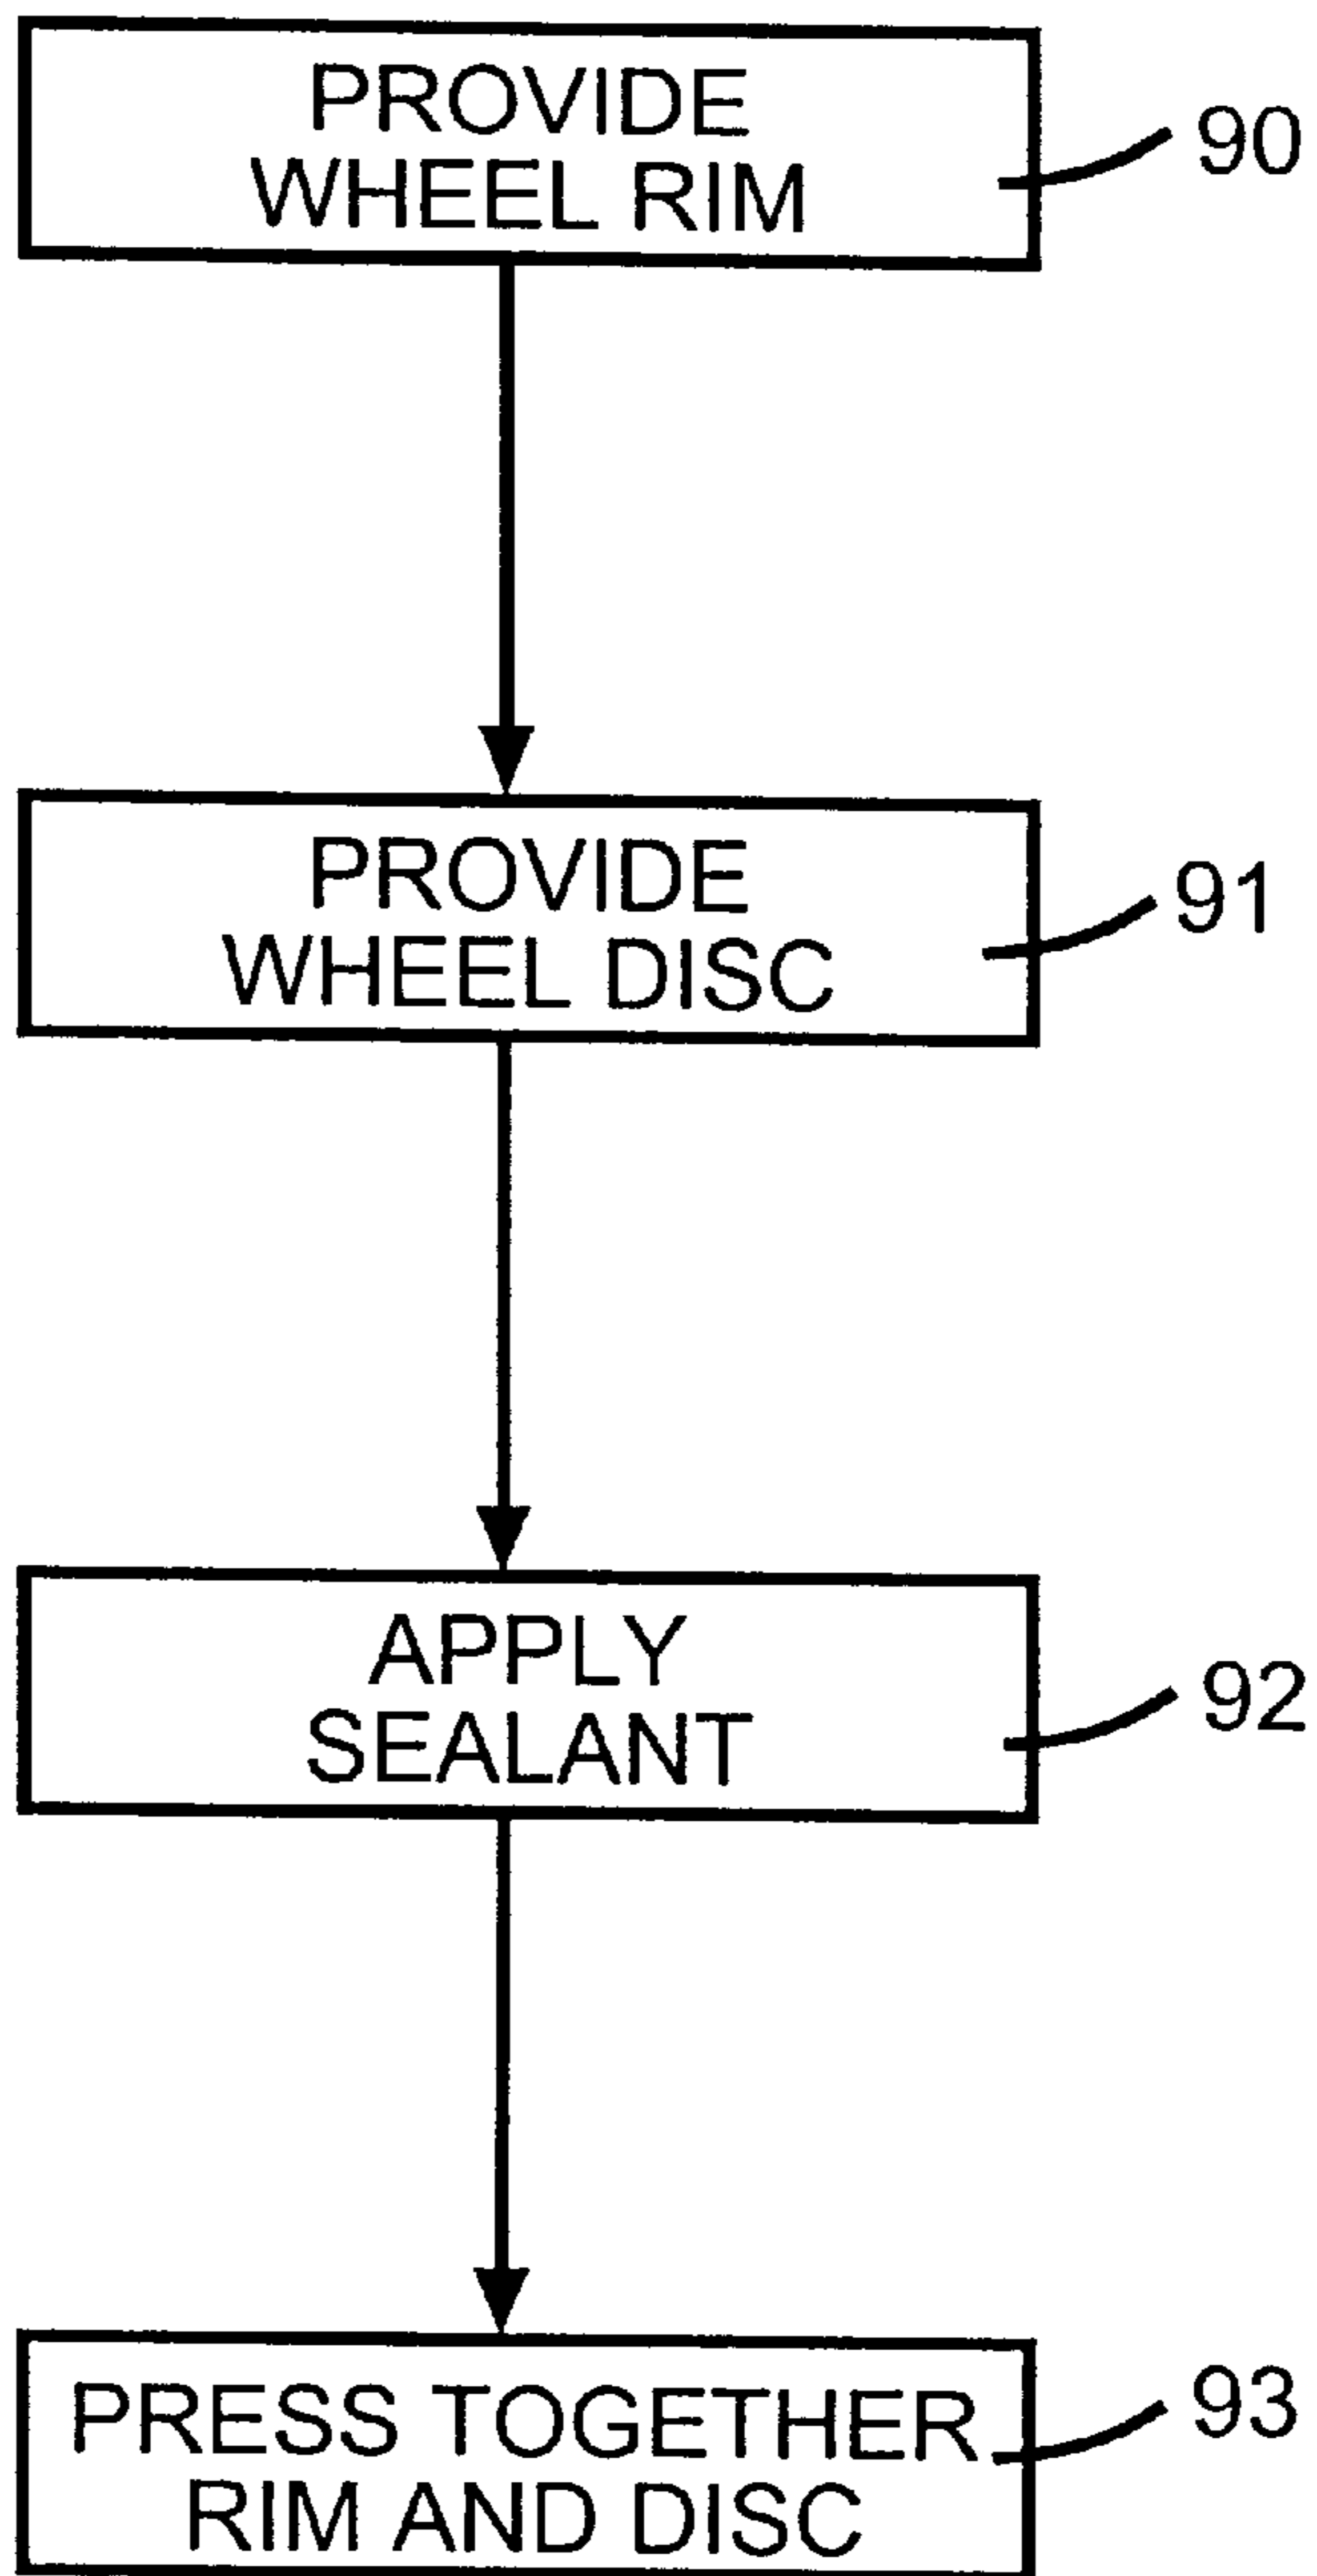 PROVIDE
WHEEL RIM
90
PROVIDE
WHEEL DISC
91
APPLY
SEALANT
92
PRESS TOGETHER
RIM AND DISC
93